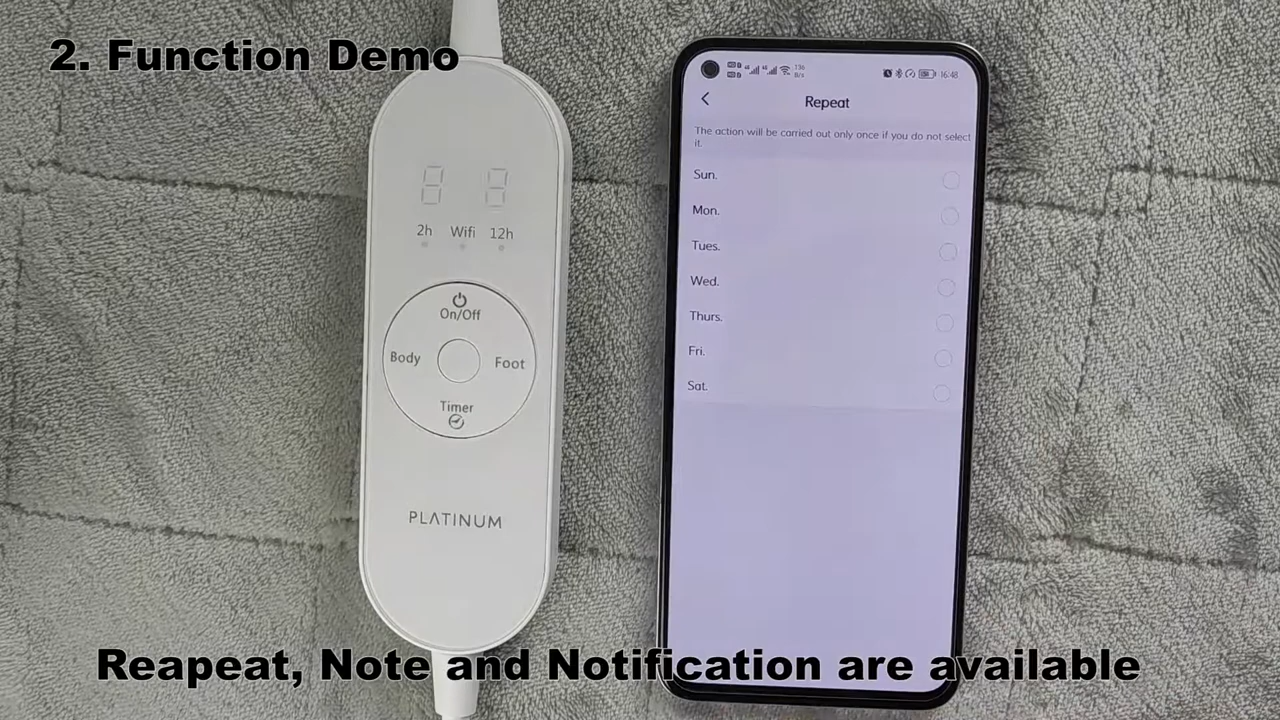 2. Function Demo
2h Wifi 12h
On/Off
Body Foot
Timer
PLATINUM
16:48
Repeat
The action will be carried out only once if you do not select
it.
Sun.
Mon.
Tues.
Wed.
Thurs.
Fri.
Sat.
Reapeat, Note and Notification are available